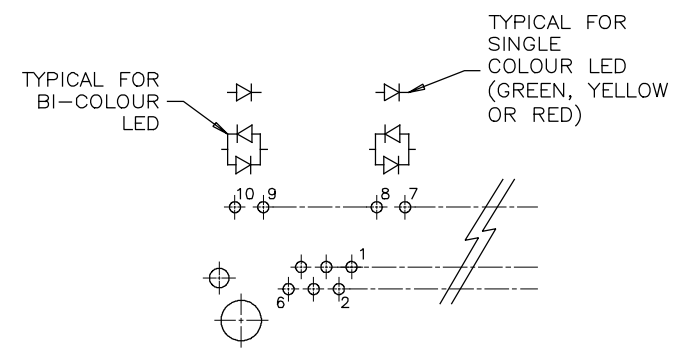 TYPICAL FOR
SINGLE
COLOUR LED
(GREEN, YELLOW
OR RED)
TYPICAL FOR
BI-COLOUR
LED
10 9 8 7
1
6 2